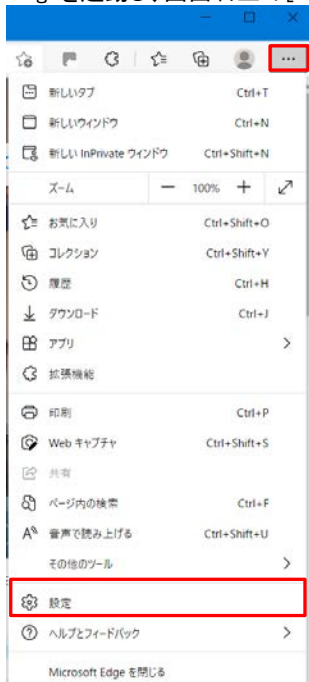 新しいタブ Ctrl+T
新しいウィンドウ Ctrl+N
新しい InPrivate ウィンドウ Ctrl+Shift+N
ズーム — 100% +
お気に入り Ctrl+Shift+O
コレクション Ctrl+Shift+Y
履歴 Ctrl+H
ダウンロード Ctrl+J
アプリ
拡張機能
印刷 Ctrl+P
Web キャプチャ Ctrl+Shift+S
共有
ページ内の検索 Ctrl+F
音声で読み上げる Ctrl+Shift+U
その他のツール
設定
ヘルプとフィードバック
Microsoft Edge を閉じる